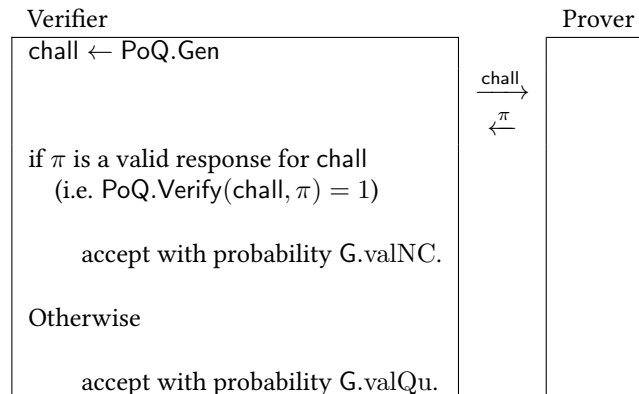 Verifier
Prover
chall ← PoQ.Gen
chall
π
if π is a valid response for chall
(i.e. PoQ.Verify(chall, π) = 1)
accept with probability G.valNC.
Otherwise
accept with probability G.valQu.